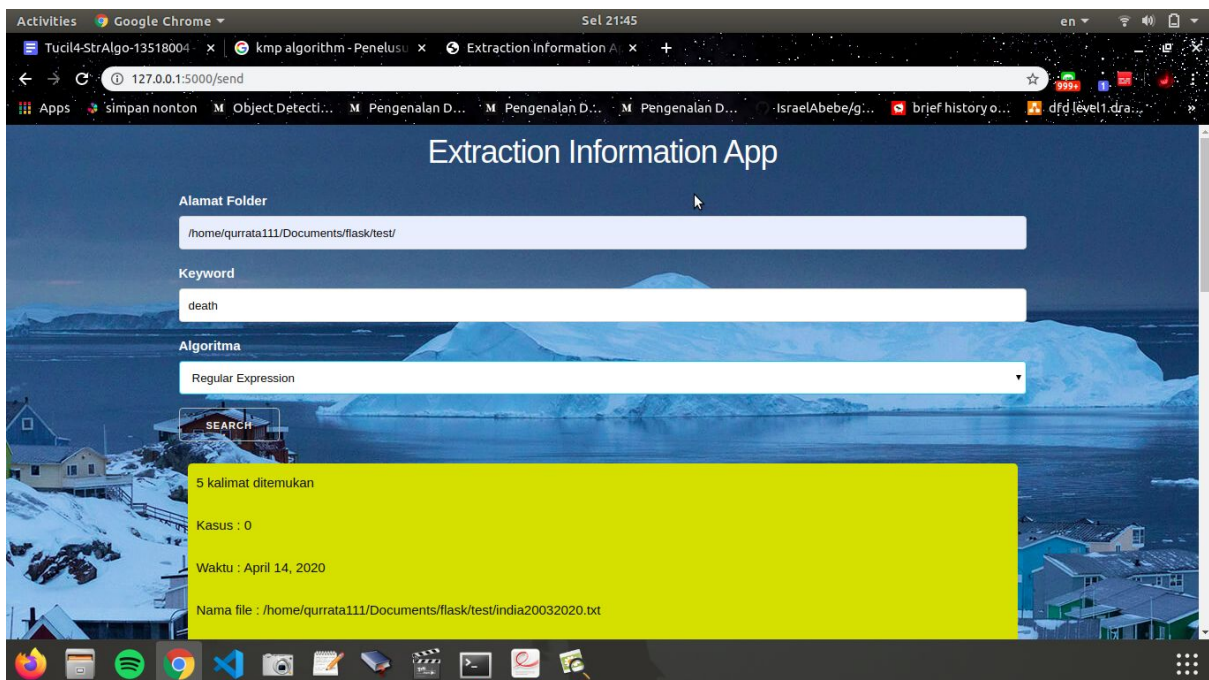 Activities Google Chrome Sel 21:45 en
Tucil4-StrAlgo-13518004 kmp algorithm - Penelusu Extraction Information A
127.0.0.1:5000/send 999+ 1
Apps simpan nonton Object Detecti... Pengenalan D... Pengenalan D... Pengenalan D... IsraelAbebe/g... brief history o... dfd level1.dra... »
Extraction Information App
Alamat Folder
/home/qurrata111/Documents/flask/test/
Keyword
death
Algoritma
Regular Expression
SEARCH
5 kalimat ditemukan
Kasus : 0
Waktu : April 14, 2020
Nama file : /home/qurrata111/Documents/flask/test/india20032020.txt